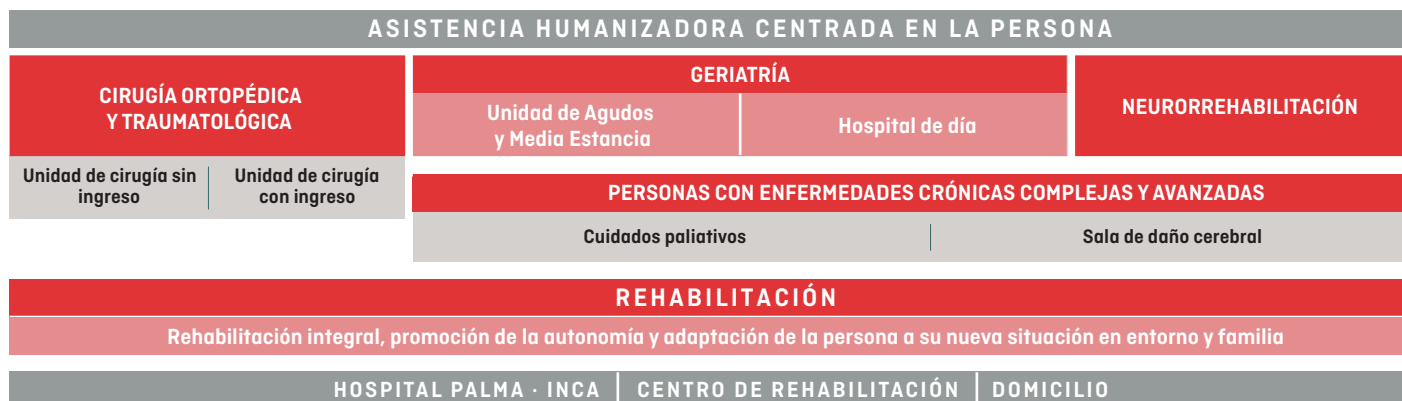 ASISTENCIA HUMANIZADORA CENTRADA EN LA PERSONA
CIRUGÍA ORTOPÉDICA
Y TRAUMATOLÓGICA
Unidad de cirugía sin
ingreso
Unidad de cirugía
con ingreso
GERIATRÍA
Unidad de Agudos
y Media Estancia
Hospital de día
NEURORREHABILITACIÓN
PERSONAS CON ENFERMEDADES CRÓNICAS COMPLEJAS Y AVANZADAS
Cuidados paliativos
Sala de daño cerebral
REHABILITACIÓN
Rehabilitación integral, promoción de la autonomía y adaptación de la persona a su nueva situación en entorno y familia
HOSPITAL PALMA · INCA | CENTRO DE REHABILITACIÓN | DOMICILIO